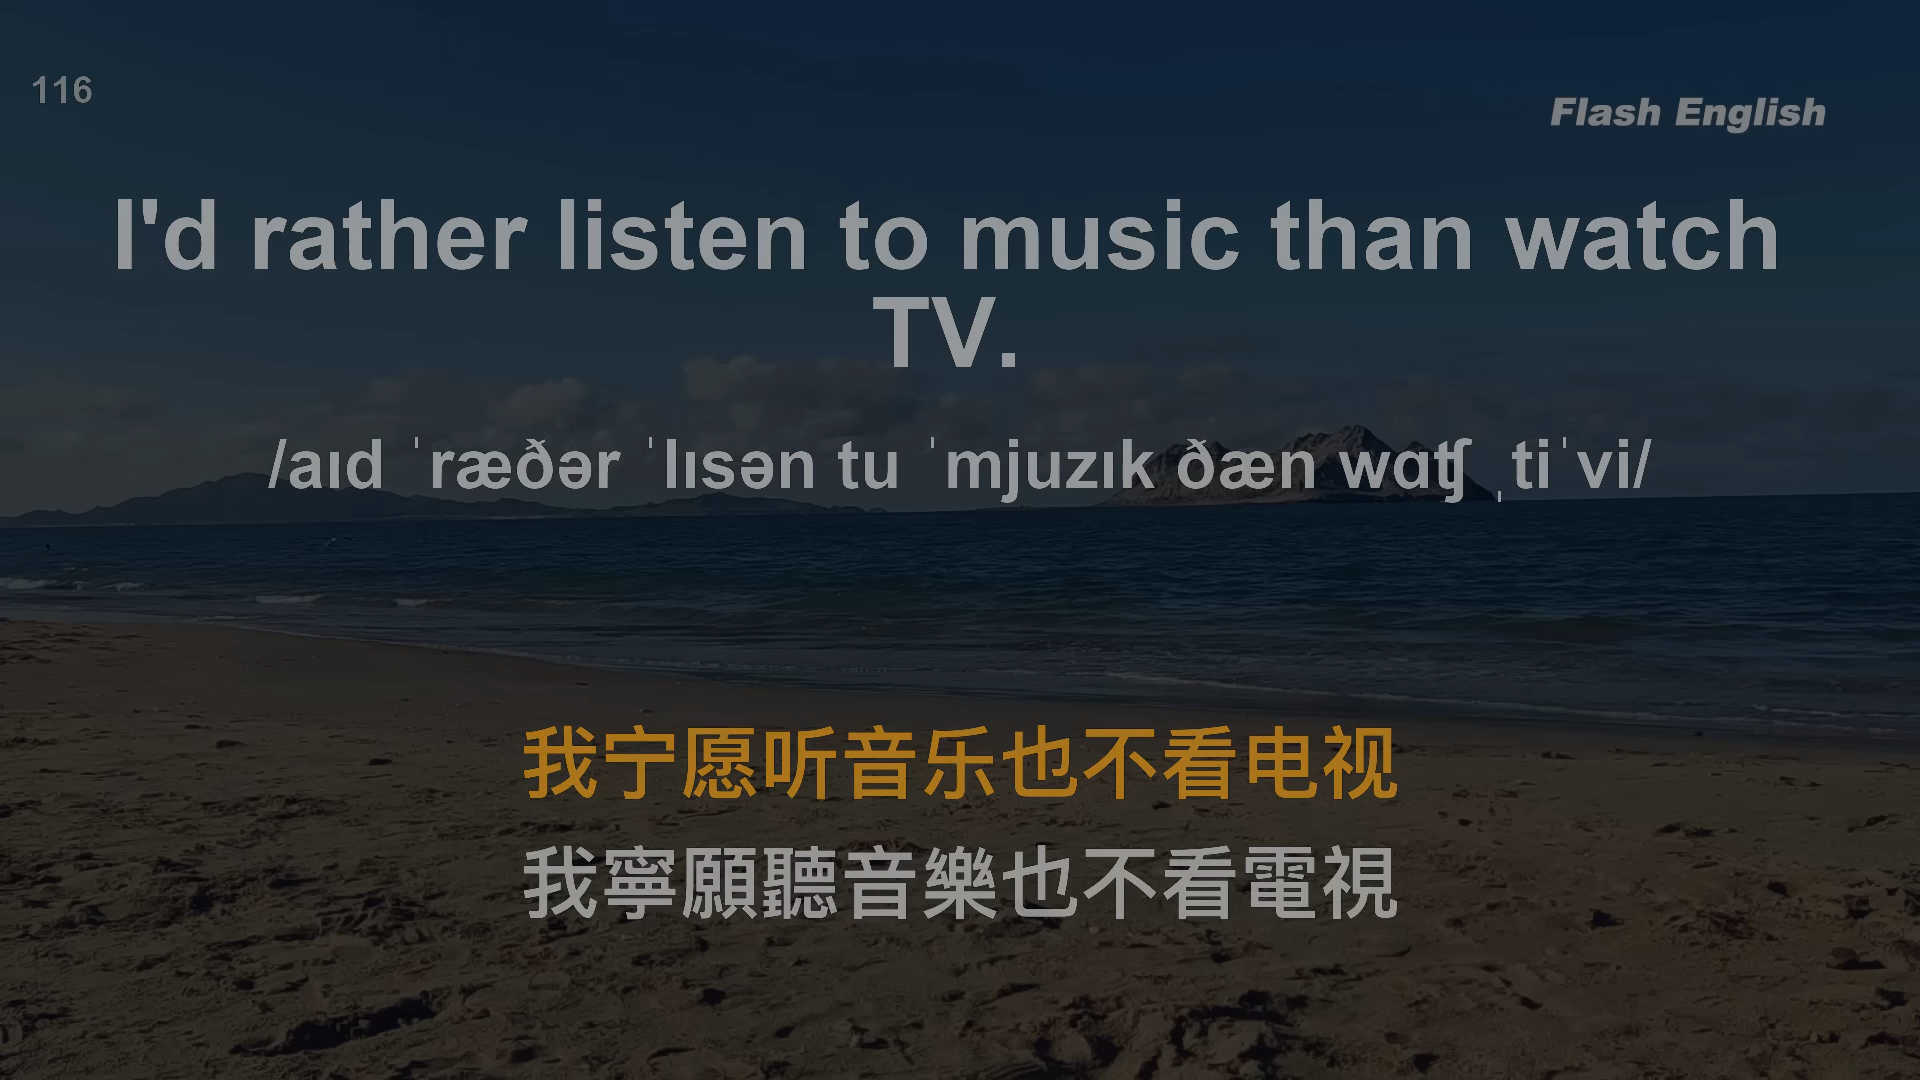 116
Flash English
I'd rather listen to music than watch
TV.
/aɪd ˈræðər ˈlɪsən tu ˈmjuzɪk ðæn wɑʧ ˌtiˈvi/
我宁愿听音乐也不看电视
我寧願聽音樂也不看電視